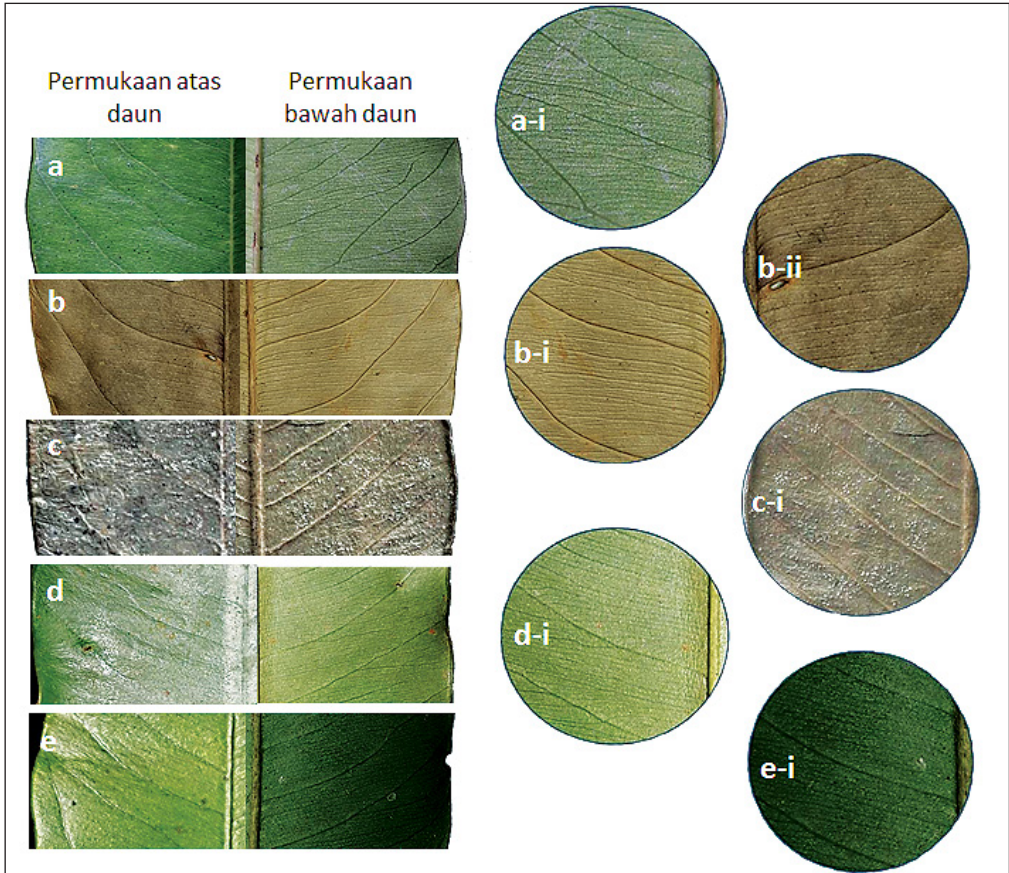 Permukaan atas
daun
Permukaan
bawah daun
a
b
c
d
e
a-i
b-ii
b-i
c-i
d-i
e-i